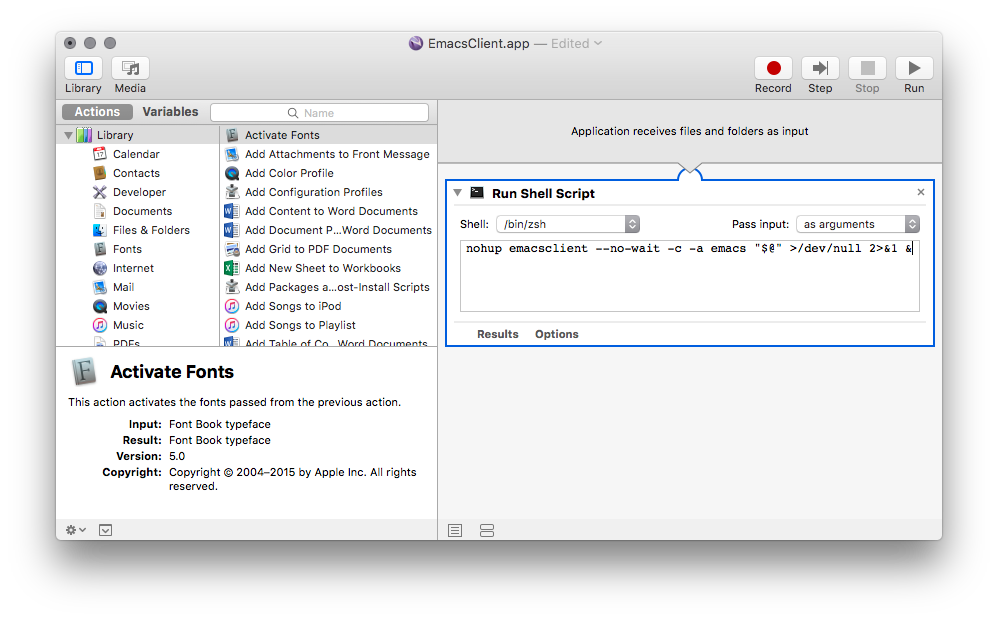 EmacsClient.app — Edited
Library
Media
Record
Step
Stop
Run
Actions
Variables
Name
Library
Calendar
Contacts
Developer
Documents
Files & Folders
Fonts
Internet
Mail
Movies
Music
PDFs
Activate Fonts
Add Attachments to Front Message
Add Color Profile
Add Configuration Profiles
Add Content to Word Documents
Add Document P...Word Documents
Add Grid to PDF Documents
Add New Sheet to Workbooks
Add Packages a...ost-Install Scripts
Add Songs to iPod
Add Songs to Playlist
Add Table of Co...Word Documents
Activate Fonts
This action activates the fonts passed from the previous action.
Input: Font Book typeface
Result: Font Book typeface
Version: 5.0
Copyright: Copyright © 2004–2015 by Apple Inc. All rights
reserved.
Application receives files and folders as input
Run Shell Script
Shell: /bin/zsh
Pass input: as arguments
nohup emacsclient --no-wait -c -a emacs "$@" >/dev/null 2>&1 &
Results
Options